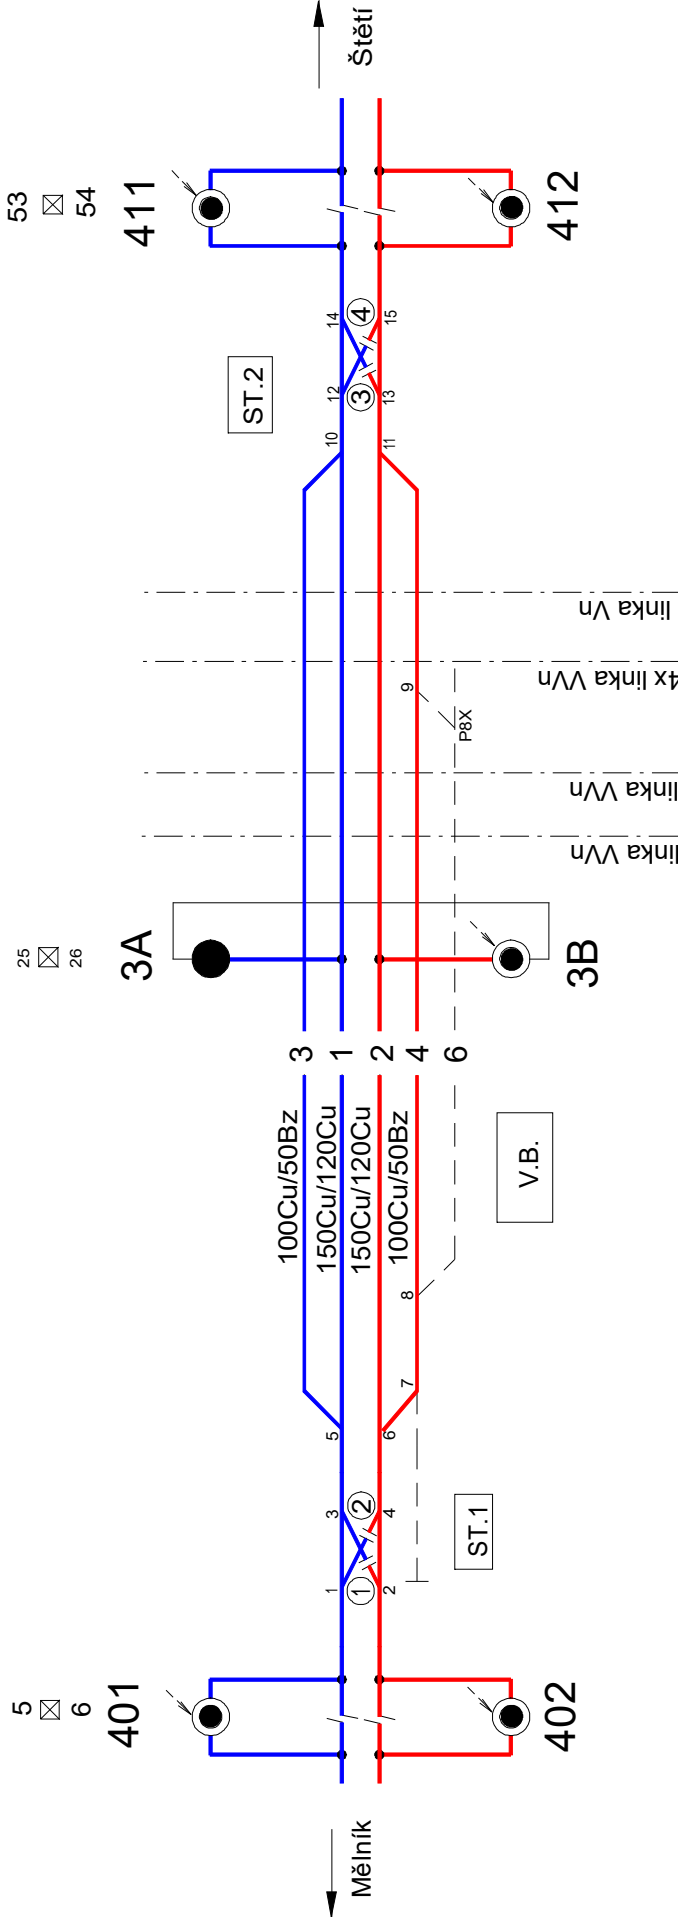 Štětí
53
54
411
412
14
4
15
ST.2
12
3
13
10
11
linka Vn
4x linka VVn
9
P8X
linka VVn
linka VVn
25
26
3A
3B
3
1
2
4
6
100Cu/50Bz
150Cu/120Cu
150Cu/120Cu
100Cu/50Bz
V.B.
8
7
5
6
3
2
4
ST.1
1
1
2
5
6
401
402
Mělník